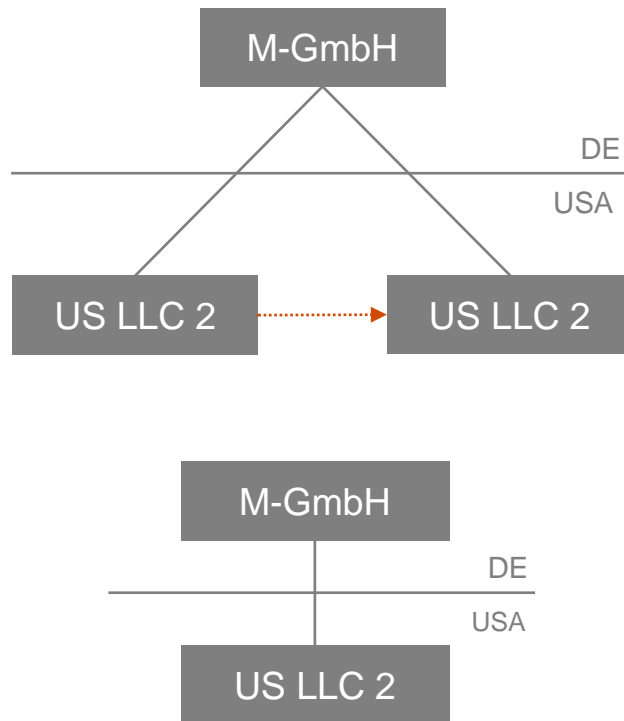 M-GmbH
DE
USA
US LLC 2
US LLC 2
M-GmbH
DE
USA
US LLC 2